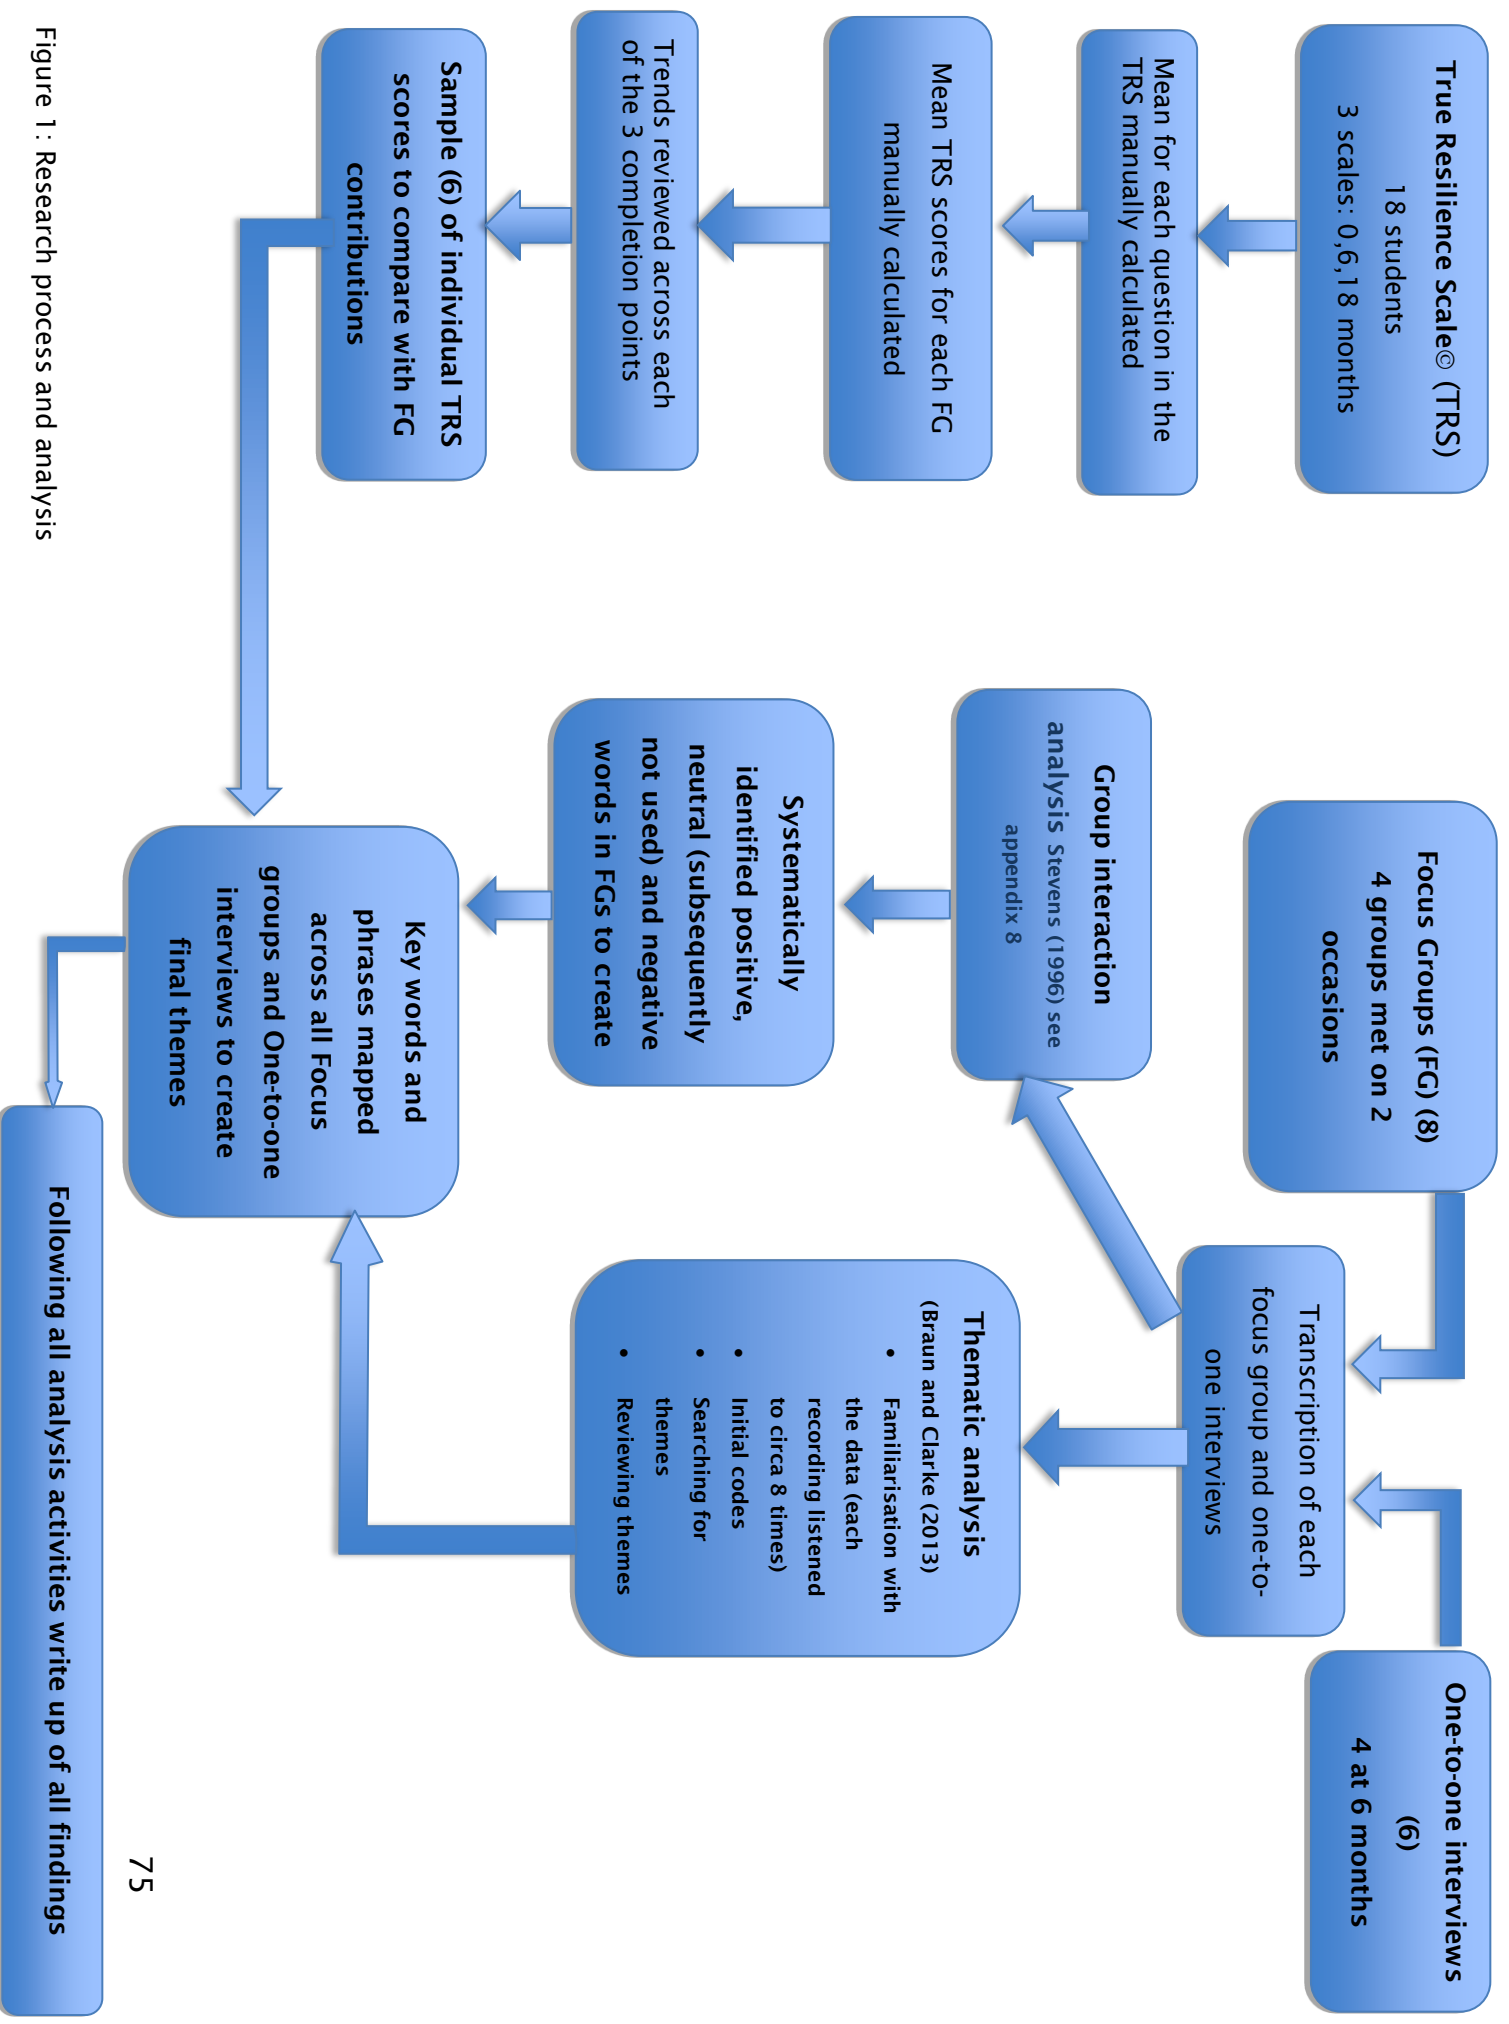 True Resilience Scale© (TRS)
18 students
3 scales: 0,6,18 months
Mean for each question in the
TRS manually calculated
Mean TRS scores for each FG
manually calculated
Trends reviewed across each
of the 3 completion points
Sample (6) of individual TRS
scores to compare with FG
contributions
Focus Groups (FG) (8)
4 groups met on 2
occasions
One-to-one interviews
(6)
4 at 6 months
Transcription of each
focus group and one-to-
one interviews
Group interaction
analysis Stevens (1996) see
appendix 8
Systematically
identified positive,
neutral (subsequently
not used) and negative
words in FGs to create
Thematic analysis
(Braun and Clarke (2013)
• Familiarisation with
the data (each
recording listened
to circa 8 times)
• Initial codes
• Searching for
themes
• Reviewing themes
Key words and
phrases mapped
across all Focus
groups and One-to-one
interviews to create
final themes
Following all analysis activities write up of all findings
Figure 1: Research process and analysis
75